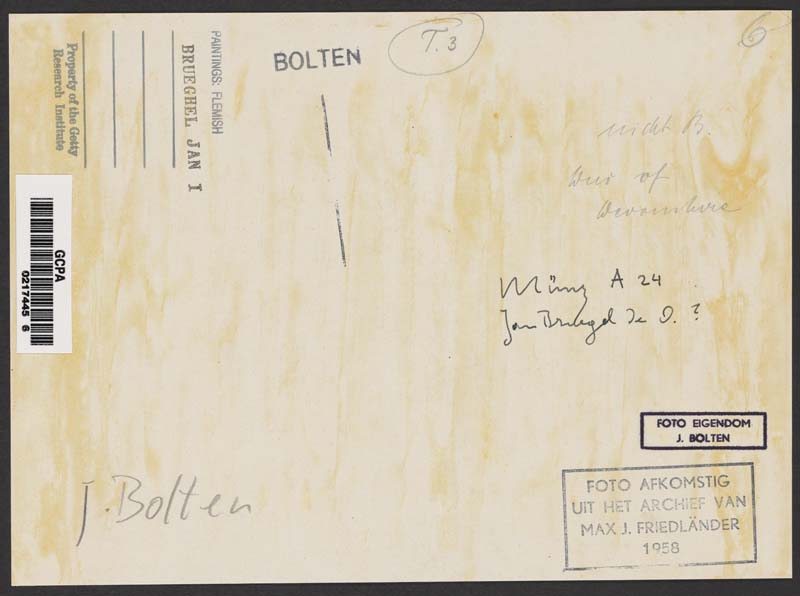 BOLTEN
T.3
6
PAINTINGS: FLEMISH
BRUEGHEL JAN I
Property of the Getty
Research Institute
GCPA
0217445 6
nicht B.
of
Devonshire
Münz A 24
Jan Bruegel de O. ?
FOTO EIGENDOM
J. BOLTEN
J. Bolten
FOTO AFKOMSTIG
UIT HET ARCHIEF VAN
MAX J. FRIEDLÄNDER
1958